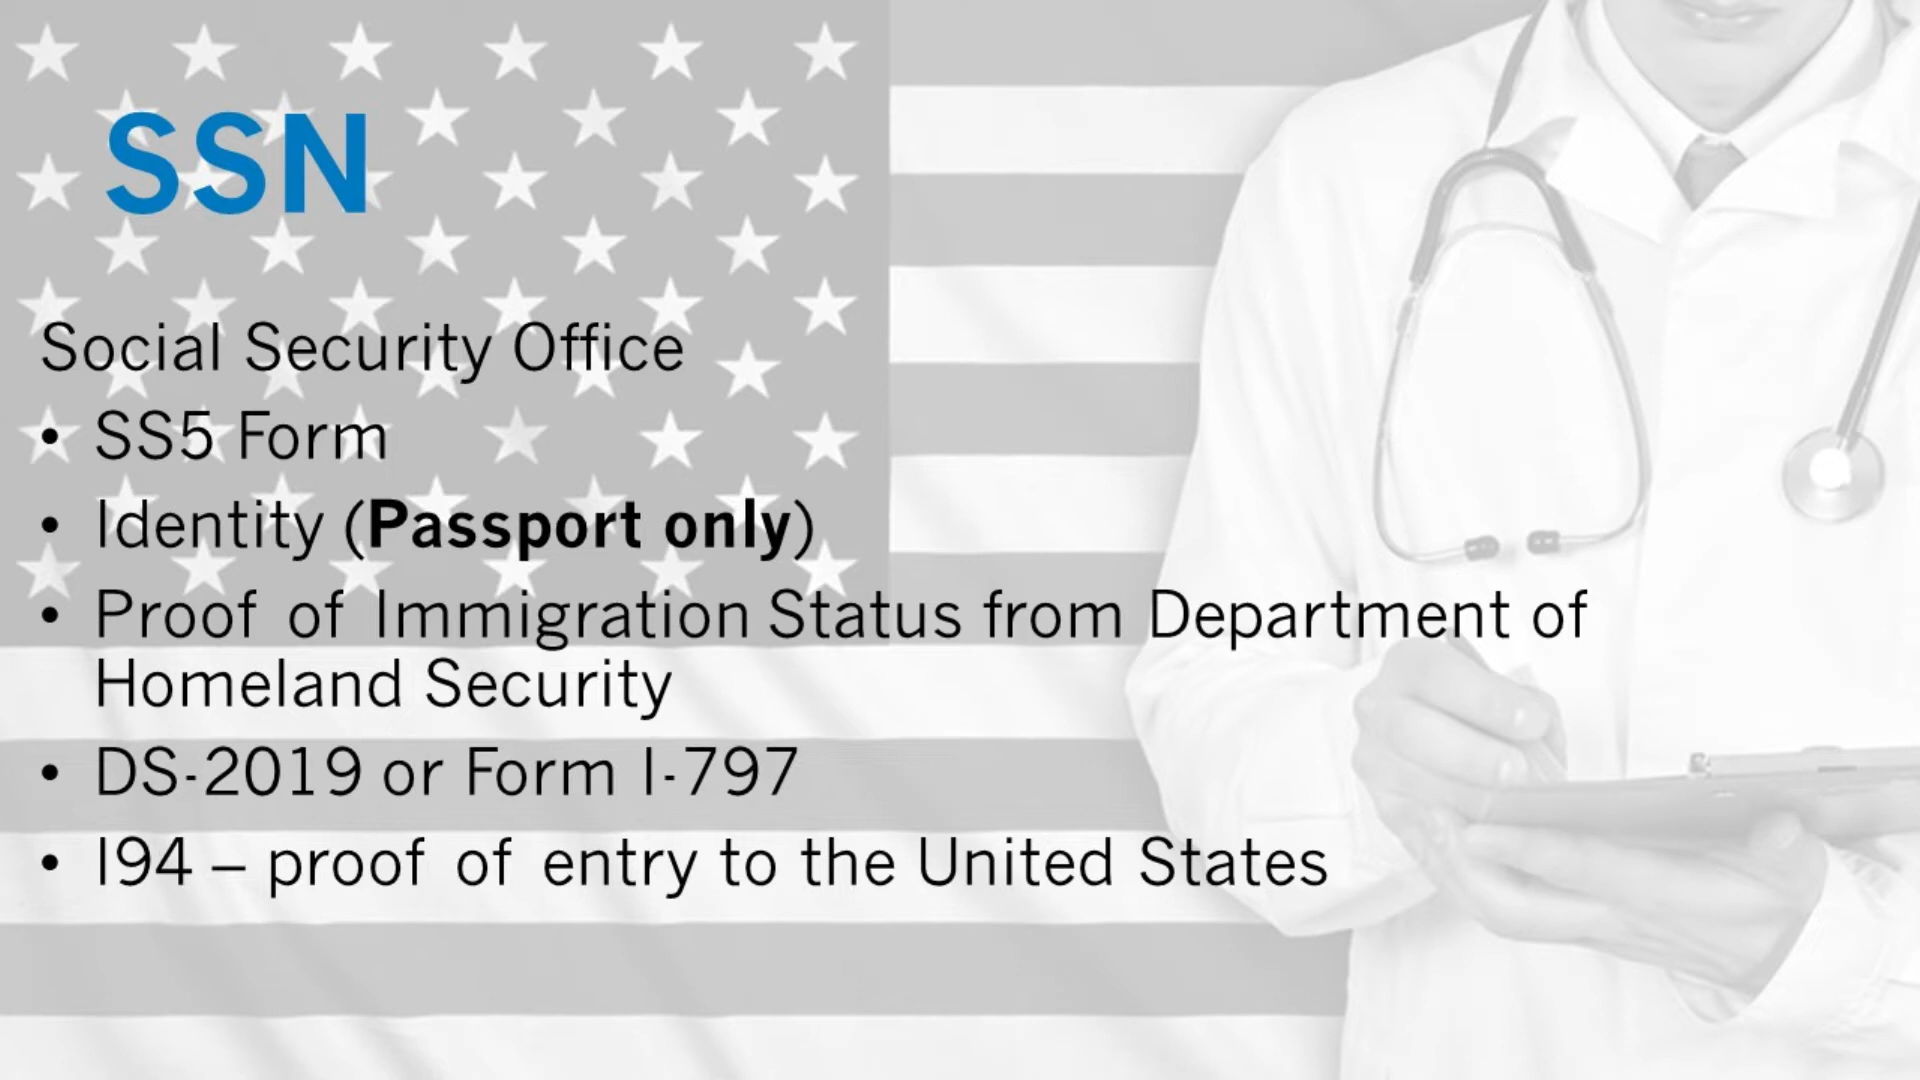 SSN
Social Security Office
• SS5 Form
• Identity (Passport only)
• Proof of Immigration Status from Department of
Homeland Security
• DS-2019 or Form I-797
• I94 – proof of entry to the United States